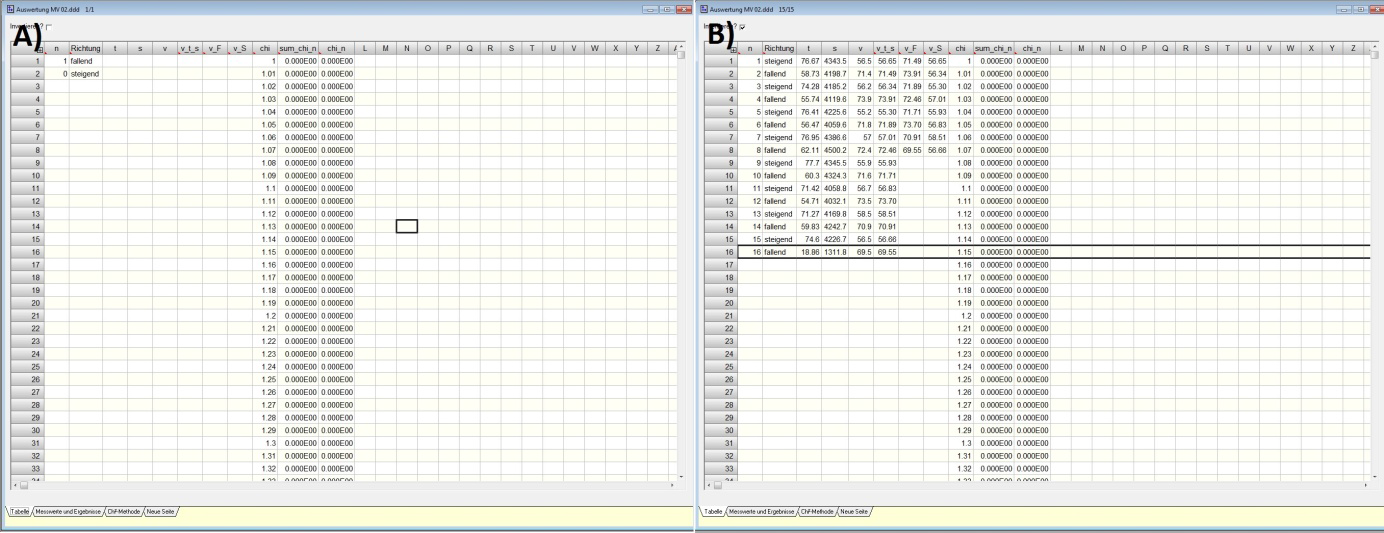 Auswertung MV 02.ddd 1/1
A)
n Richtung t s v v_t_s v_F v_S chi sum_chi_n chi_n L M N O P Q R S T U V W X Y Z
1 1 fallend 1 0.000E00 0.000E00
2 0 steigend 1.01 0.000E00 0.000E00
3 1.02 0.000E00 0.000E00
4 1.03 0.000E00 0.000E00
5 1.04 0.000E00 0.000E00
6 1.05 0.000E00 0.000E00
7 1.06 0.000E00 0.000E00
8 1.07 0.000E00 0.000E00
9 1.08 0.000E00 0.000E00
10 1.09 0.000E00 0.000E00
11 1.1 0.000E00 0.000E00
12 1.11 0.000E00 0.000E00
13 1.12 0.000E00 0.000E00
14 1.13 0.000E00 0.000E00
15 1.14 0.000E00 0.000E00
16 1.15 0.000E00 0.000E00
17 1.16 0.000E00 0.000E00
18 1.17 0.000E00 0.000E00
19 1.18 0.000E00 0.000E00
20 1.19 0.000E00 0.000E00
21 1.2 0.000E00 0.000E00
22 1.21 0.000E00 0.000E00
23 1.22 0.000E00 0.000E00
24 1.23 0.000E00 0.000E00
25 1.24 0.000E00 0.000E00
26 1.25 0.000E00 0.000E00
27 1.26 0.000E00 0.000E00
28 1.27 0.000E00 0.000E00
29 1.28 0.000E00 0.000E00
30 1.29 0.000E00 0.000E00
31 1.3 0.000E00 0.000E00
32 1.31 0.000E00 0.000E00
33 1.32 0.000E00 0.000E00
Tabelle Messwerte und Ergebnisse ChF-Methode Neue Seite
Auswertung MV 02.ddd 15/15
B)
n Richtung t s v v_t_s v_F v_S chi sum_chi_n chi_n L M N O P Q R S T U V W X Y Z
1 1 steigend 76.67 4343.5 56.5 56.65 71.49 56.65 1 0.000E00 0.000E00
2 2 fallend 58.73 4198.7 71.4 71.49 73.91 56.34 1.01 0.000E00 0.000E00
3 3 steigend 74.28 4185.2 56.2 56.34 71.89 55.30 1.02 0.000E00 0.000E00
4 4 fallend 55.74 4119.6 73.9 73.91 72.46 57.01 1.03 0.000E00 0.000E00
5 5 steigend 76.41 4225.6 55.2 55.30 71.71 55.93 1.04 0.000E00 0.000E00
6 6 fallend 56.47 4059.6 71.8 71.89 73.70 56.83 1.05 0.000E00 0.000E00
7 7 steigend 76.95 4386.6 57 57.01 70.91 58.51 1.06 0.000E00 0.000E00
8 8 fallend 62.11 4500.2 72.4 72.46 69.55 56.66 1.07 0.000E00 0.000E00
9 9 steigend 77.7 4345.5 55.9 55.93 1.08 0.000E00 0.000E00
10 10 fallend 60.3 4324.3 71.6 71.71 1.09 0.000E00 0.000E00
11 11 steigend 71.42 4058.8 56.7 56.83 1.1 0.000E00 0.000E00
12 12 fallend 54.71 4032.1 73.5 73.70 1.11 0.000E00 0.000E00
13 13 steigend 71.27 4169.8 58.5 58.51 1.12 0.000E00 0.000E00
14 14 fallend 59.83 4242.7 70.9 70.91 1.13 0.000E00 0.000E00
15 15 steigend 74.6 4226.7 56.5 56.66 1.14 0.000E00 0.000E00
16 16 fallend 18.86 1311.8 69.5 69.55 1.15 0.000E00 0.000E00
17 1.16 0.000E00 0.000E00
18 1.17 0.000E00 0.000E00
19 1.18 0.000E00 0.000E00
20 1.19 0.000E00 0.000E00
21 1.2 0.000E00 0.000E00
22 1.21 0.000E00 0.000E00
23 1.22 0.000E00 0.000E00
24 1.23 0.000E00 0.000E00
25 1.24 0.000E00 0.000E00
26 1.25 0.000E00 0.000E00
27 1.26 0.000E00 0.000E00
28 1.27 0.000E00 0.000E00
29 1.28 0.000E00 0.000E00
30 1.29 0.000E00 0.000E00
31 1.3 0.000E00 0.000E00
32 1.31 0.000E00 0.000E00
33 1.32 0.000E00 0.000E00
Tabelle Messwerte und Ergebnisse ChF-Methode Neue Seite